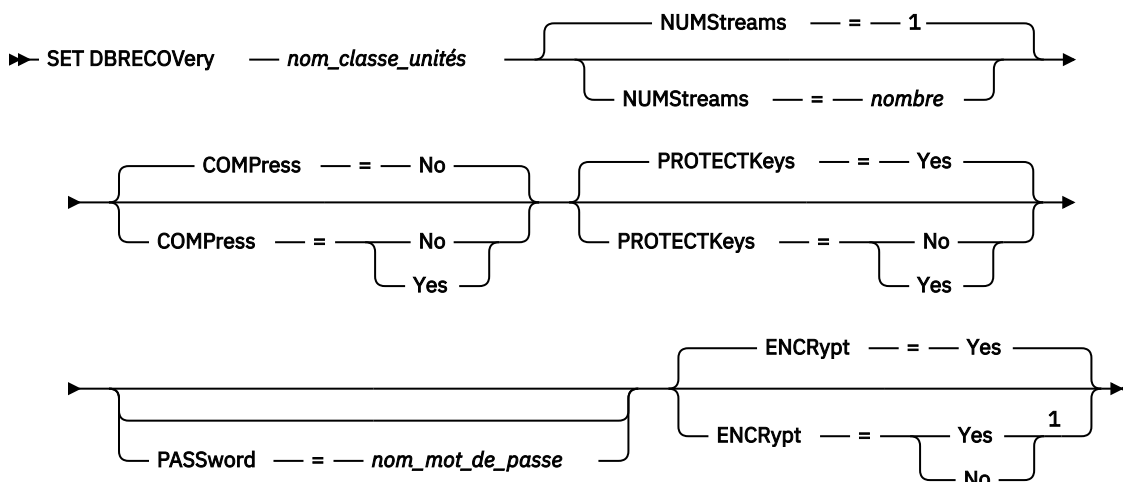 NUMStreams = 1
SET DBRECOVery nom_classe_unités
NUMStreams = nombre
COMPress = No
PROTECTKeys = Yes
COMPress = No
PROTECTKeys = No
Yes
Yes
ENCRypt = Yes
ENCRypt = Yes 1
PASSword = nom_mot_de_passe
No